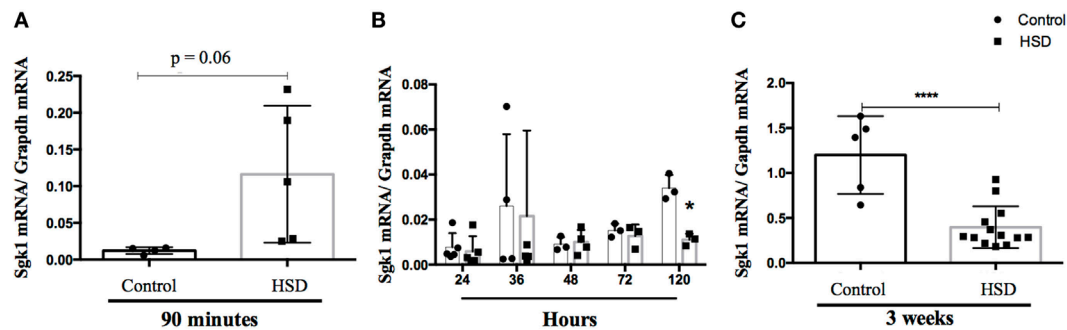 A
Sgk1 mRNA/ Grapdh mRNA
0.25
0.20
0.15
0.10
0.05
0.00
p = 0.06
Control
HSD
90 minutes
B
Sgk1 mRNA/ Grapdh mRNA
0.08
0.06
0.04
0.02
0.00
*
24
36
48
72
120
Hours
C
Control
HSD
Sgk1 mRNA/ Gapdh mRNA
2.0
1.5
1.0
0.5
0.0
****
Control
HSD
3 weeks